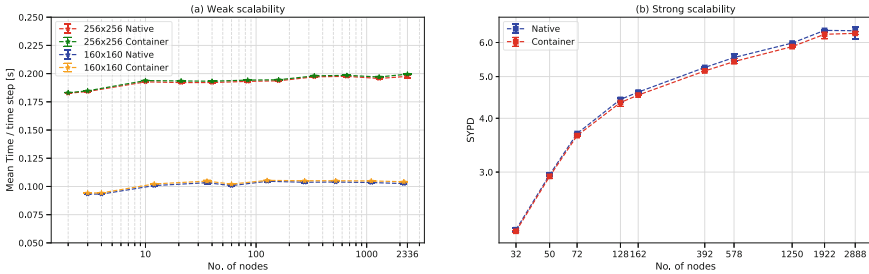 (a) Weak scalability
0,250
0,225
0,200
0,175
0,150
0,125
0,100
0,075
0,050
Mean Time / time step [s]
256x256 Native
256x256 Container
160x160 Native
160x160 Container
10
100
1000
2336
No. of nodes
(b) Strong scalability
6.0
5.0
4.0
3.0
SYPD
Native
Container
32
50
72
128
162
392
578
1250
1922
2888
No. of nodes